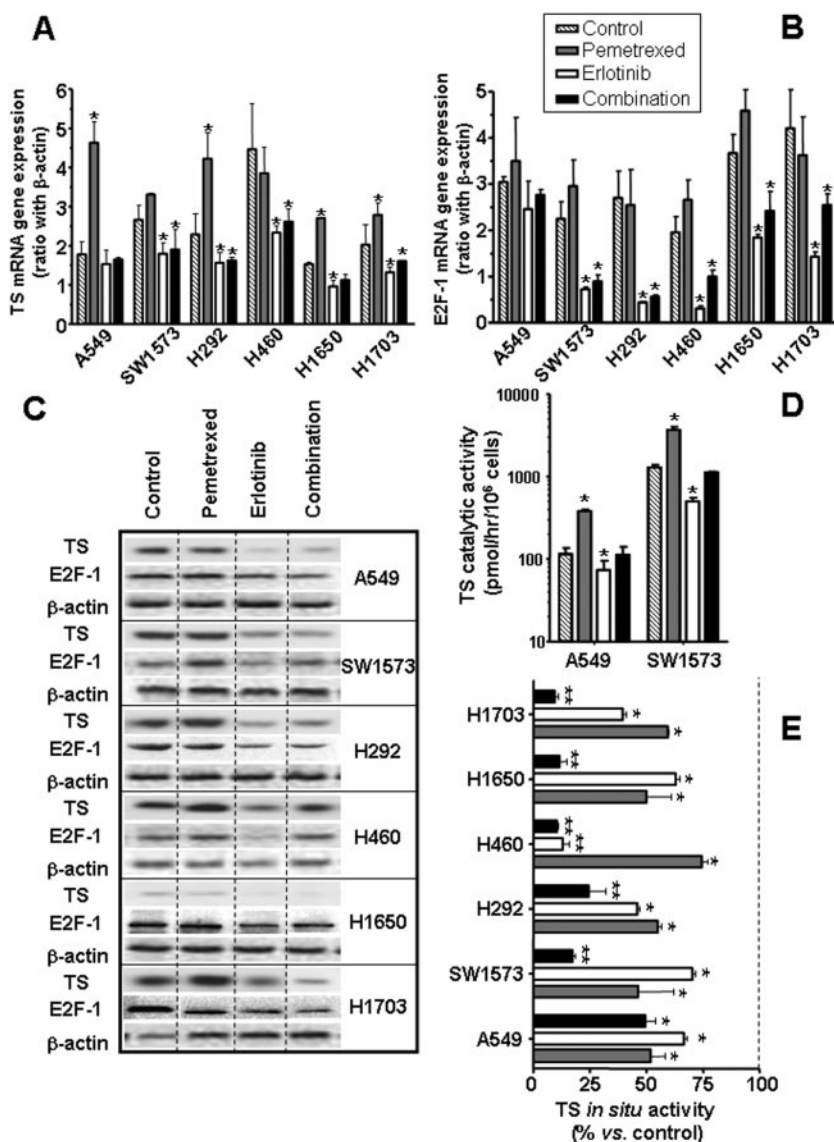 A
B
Control
Pemetrexed
Erlotinib
Combination
TS mRNA gene expression
(ratio with β-actin)
6
5
4
3
2
1
0
* * * * * * * * * * * * *
A549 SW1573 H292 H460 H1650 H1703
E2F-1 mRNA gene expression
(ratio with β-actin)
5
4
3
2
1
0
* * * * * * * * * *
A549 SW1573 H292 H460 H1650 H1703
C
Control Pemetrexed Erlotinib Combination
TS
E2F-1 A549
β-actin
TS
E2F-1 SW1573
β-actin
TS
E2F-1 H292
β-actin
TS
E2F-1 H460
β-actin
TS
E2F-1 H1650
β-actin
TS
E2F-1 H1703
β-actin
D
TS catalytic activity
(pmol/hr/10⁶ cells)
10000
1000
100
10
* * * *
A549 SW1573
E
H1703 ** * *
H1650 ** * *
H460 ** ** *
H292 ** * *
SW1573 ** * *
A549 * * *
0 25 50 75 100
TS in situ activity
(% vs. control)